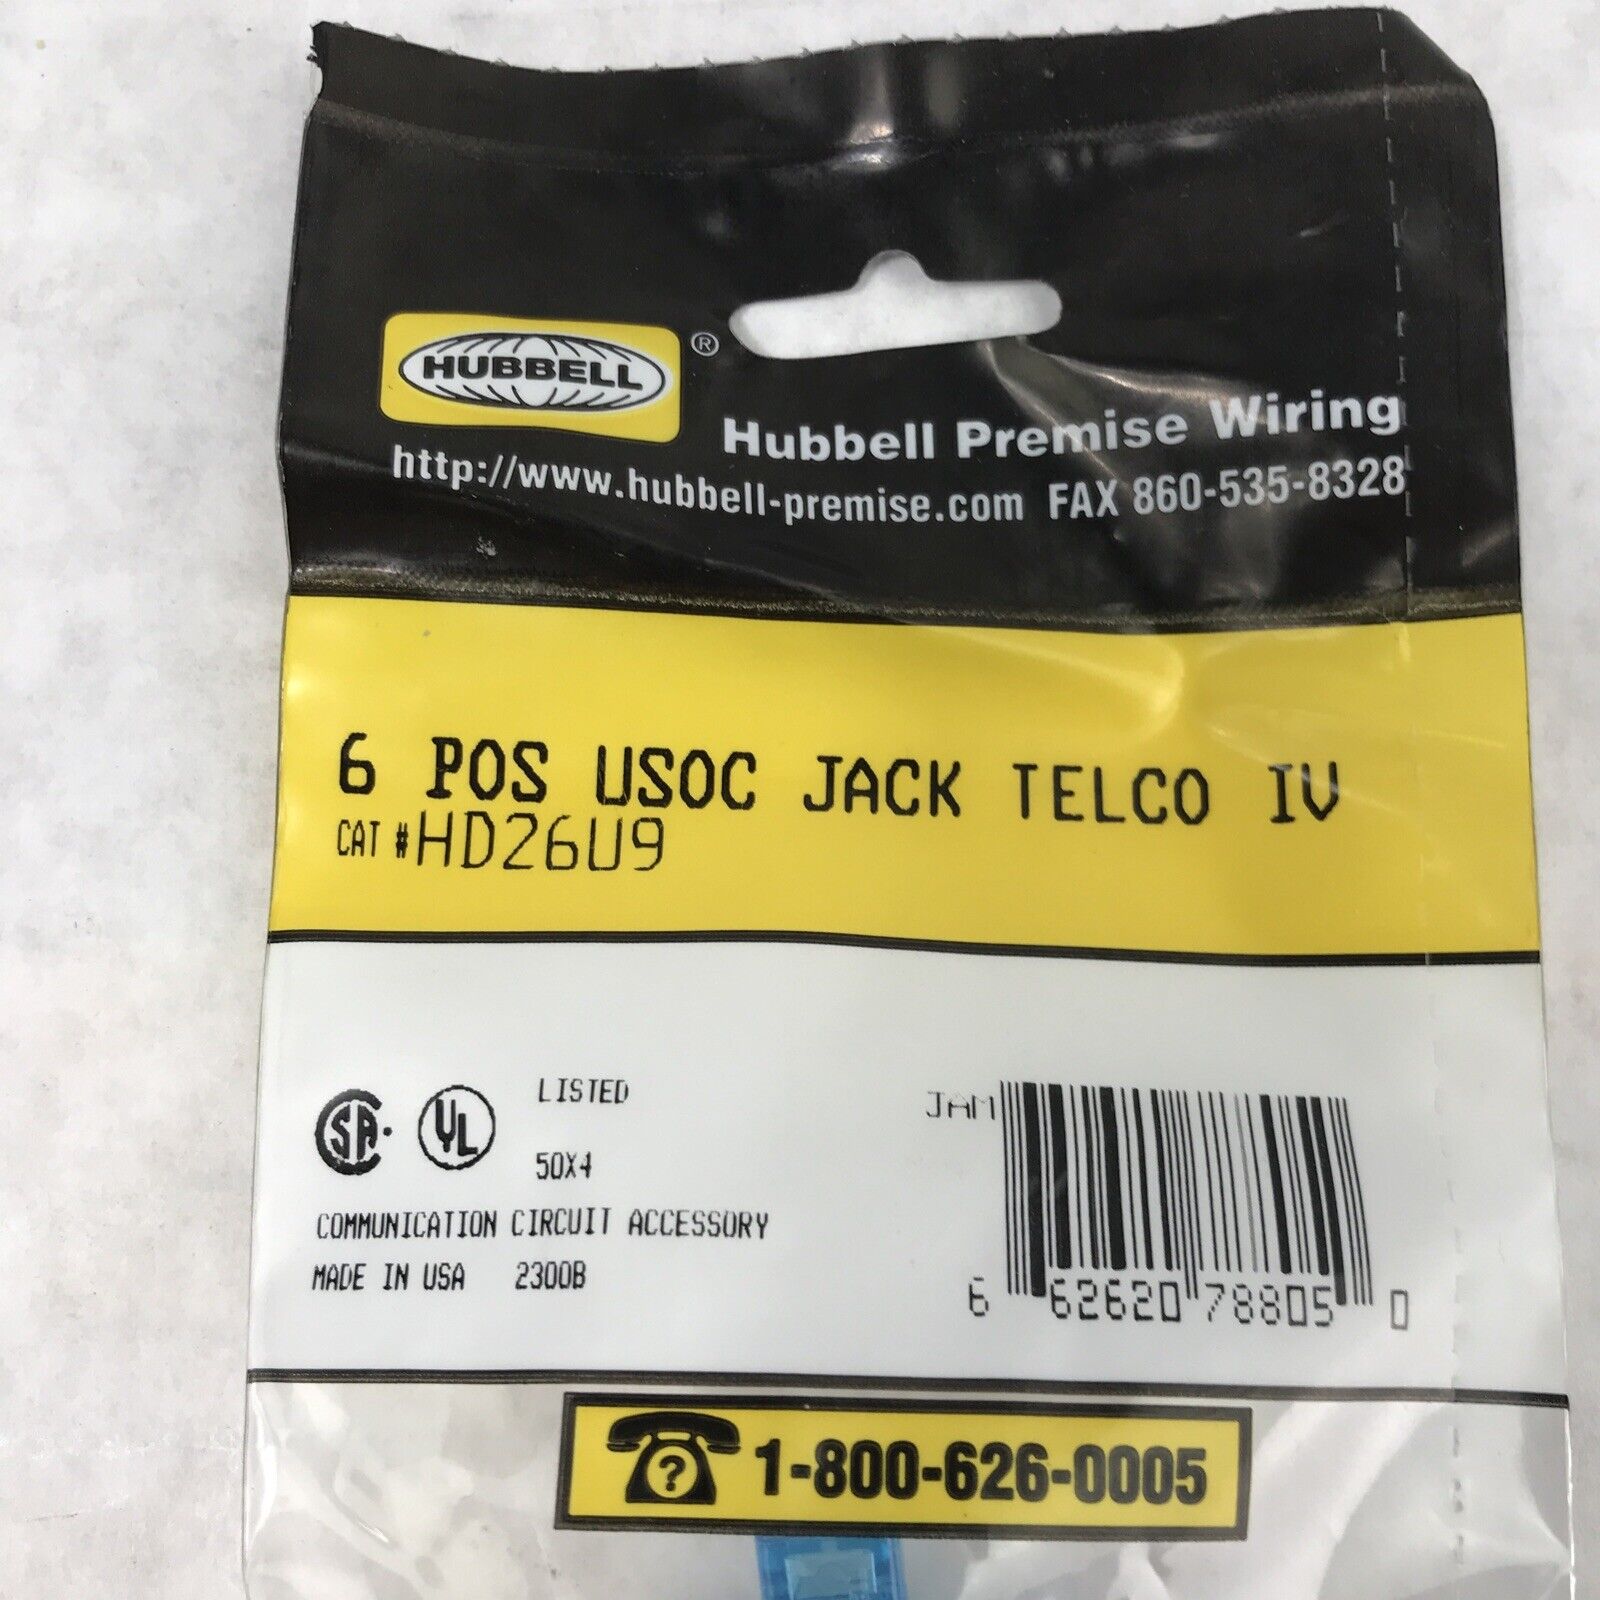 HUBBELL ®
Hubbell Premise Wiring
http://www.hubbell-premise.com FAX 860-535-8328
6 POS USOC JACK TELCO IV
CAT # HD26U9
SA UL LISTED
50X4
COMMUNICATION CIRCUIT ACCESSORY
MADE IN USA 2300B
JAM
6 62620 78805 0
? 1-800-626-0005